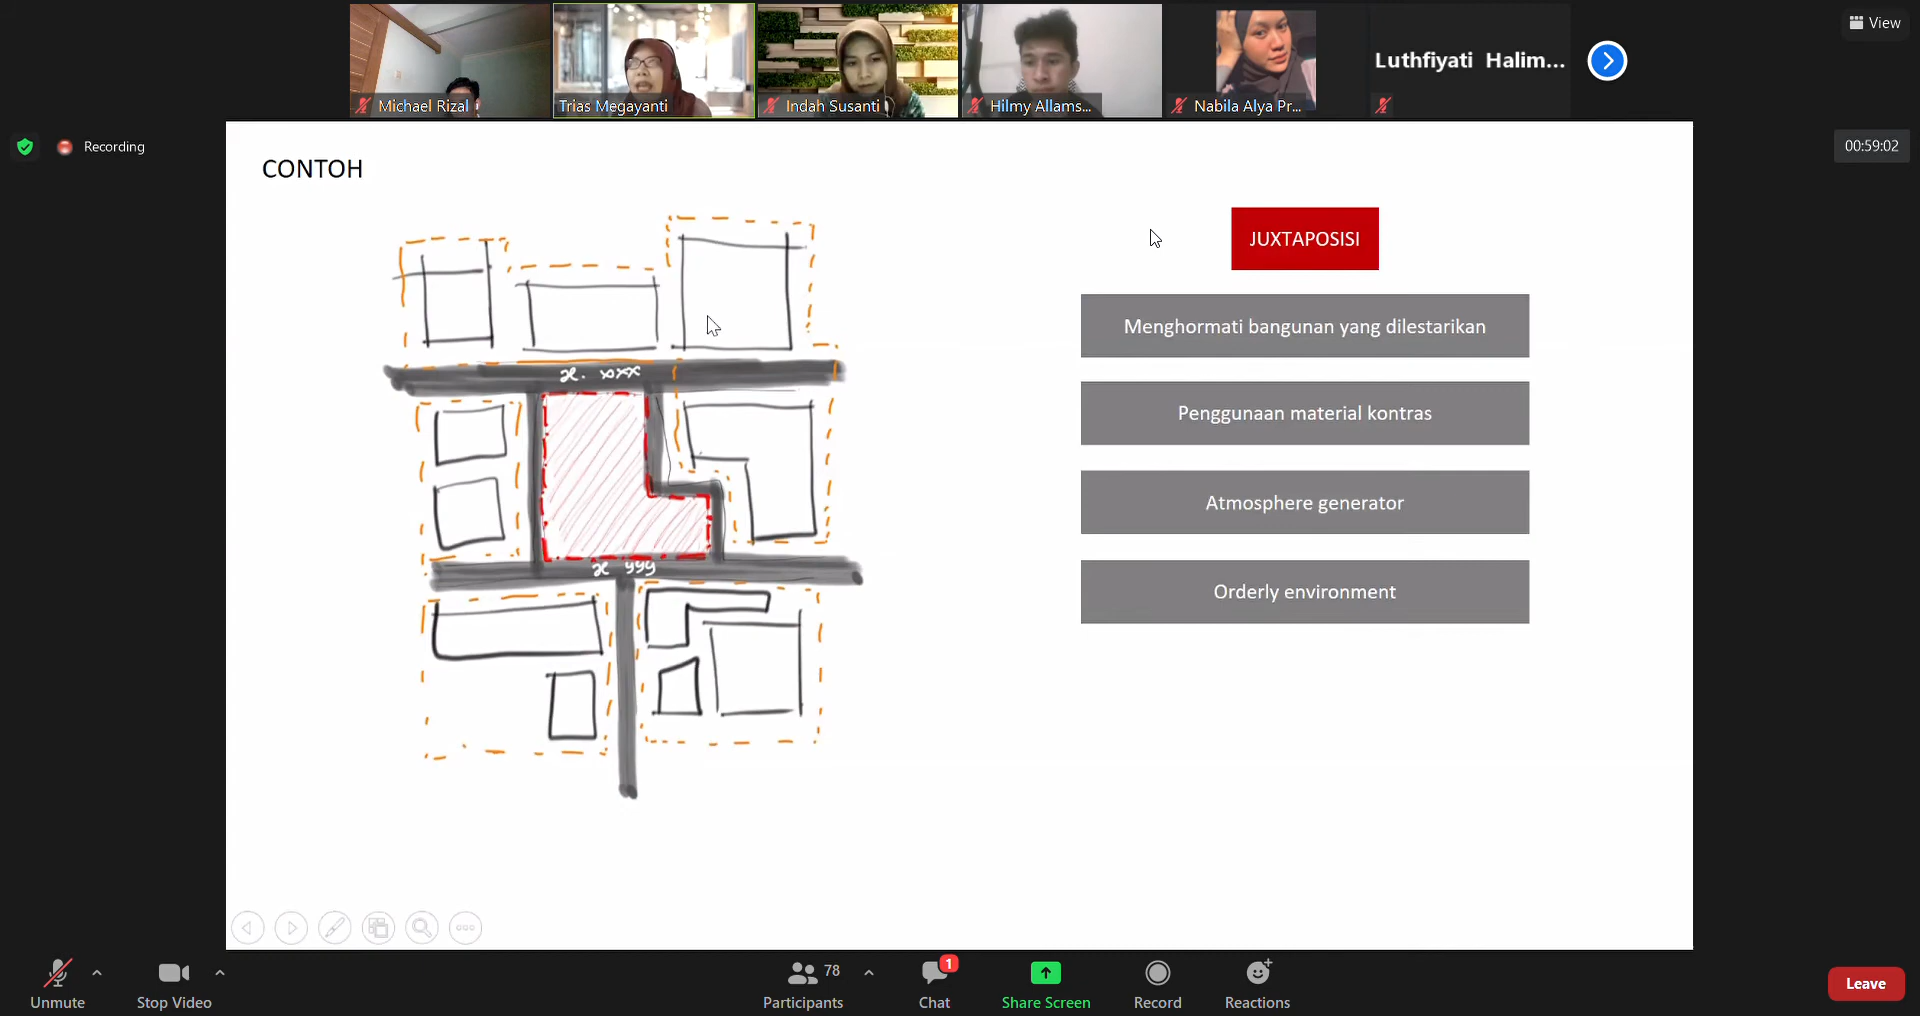 View
Michael Rizal
Trias Megayanti
Indah Susanti
Hilmy Allams...
Nabila Alya Pr...
Luthfiyati Halim...
Recording
00:59:02
CONTOH
JUXTAPOSISI
Menghormati bangunan yang dilestarikan
Penggunaan material kontras
Atmosphere generator
Orderly environment
xxx
yyy
Unmute
Stop Video
78
Participants
1
Chat
Share Screen
Record
Reactions
Leave